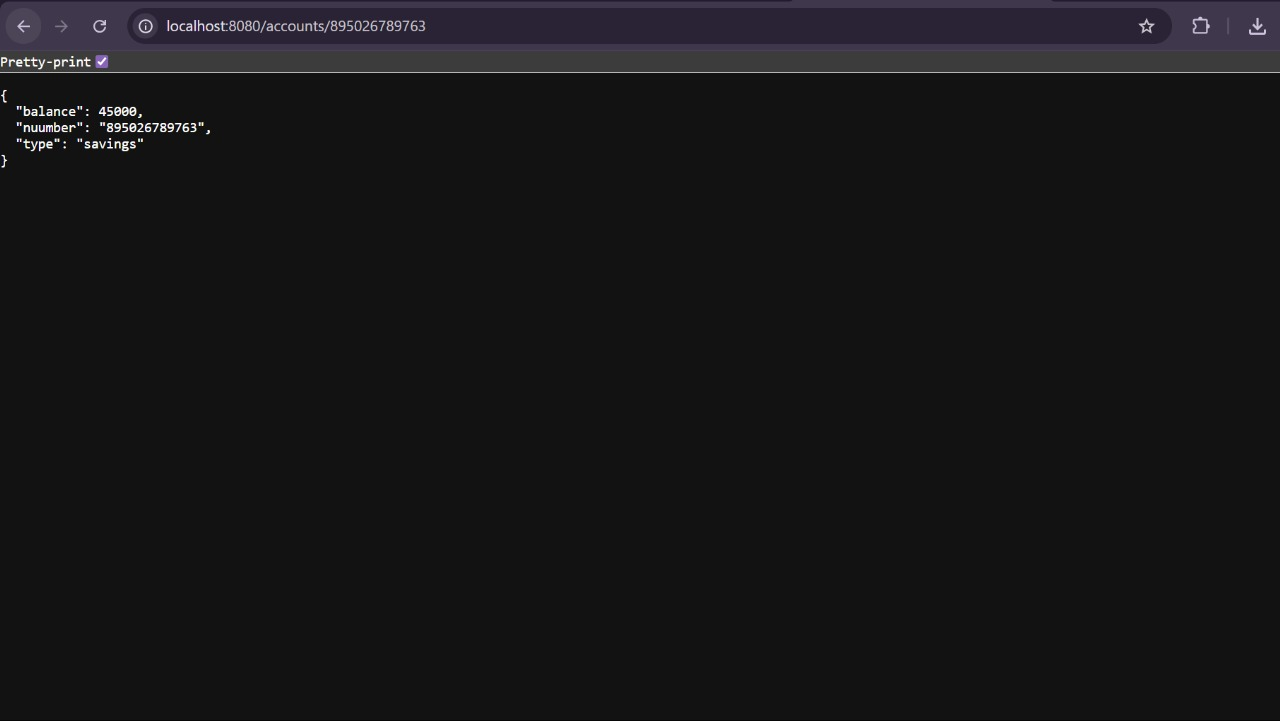 localhost:8080/accounts/895026789763
Pretty-print
{
  "balance": 45000,
  "nuumber": "895026789763",
  "type": "savings"
}